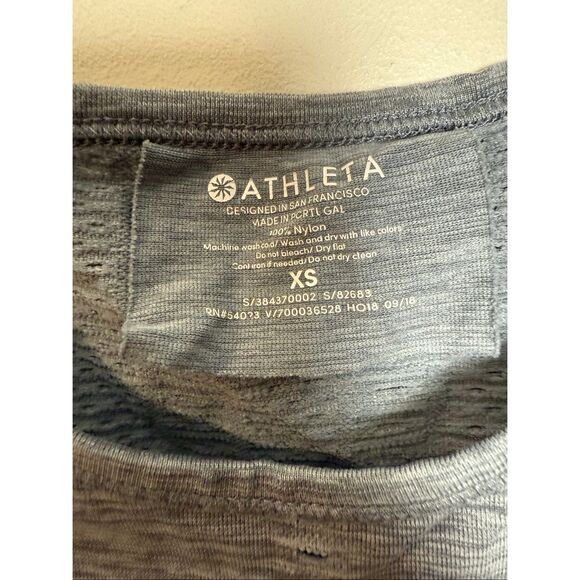 ATHLETA
DESIGNED IN SAN FRANCISCO
MADE IN PORTUGAL
100% Nylon
Machine wash cold/ Wash and dry with like colors
Do not bleach/ Dry flat
Cool iron if needed/ Do not dry clean
XS
S/384370002 S/82683
RN#54023 V/700036528 HO18 09/18